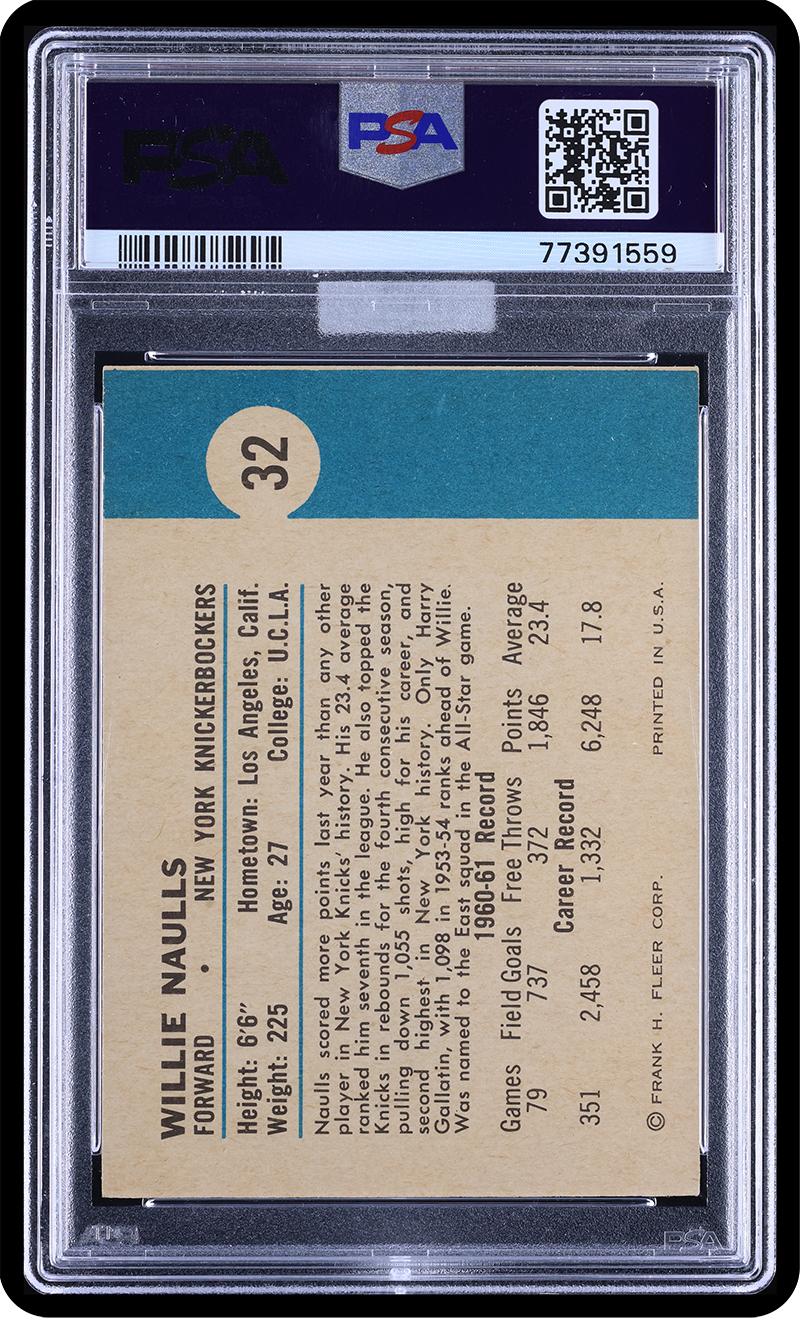 PSA
PSA
77391559
32
WILLIE NAULLS
FORWARD • NEW YORK KNICKERBOCKERS
Height: 6'6" Hometown: Los Angeles, Calif.
Weight: 225 Age: 27 College: U.C.L.A.
Naulls scored more points last year than any other
player in New York Knicks' history. His 23.4 average
ranked him seventh in the league. He also topped the
Knicks in rebounds for the fourth consecutive season,
pulling down 1,055 shots, high for his career, and
second highest in New York history. Only Harry
Gallatin, with 1,098 in 1953-54 ranks ahead of Willie.
Was named to the East squad in the All-Star game.
1960-61 Record
Games Field Goals Free Throws Points Average
79 737 372 1,846 23.4
Career Record
351 2,458 1,332 6,248 17.8
© FRANK H. FLEER CORP. PRINTED IN U.S.A.
PSA